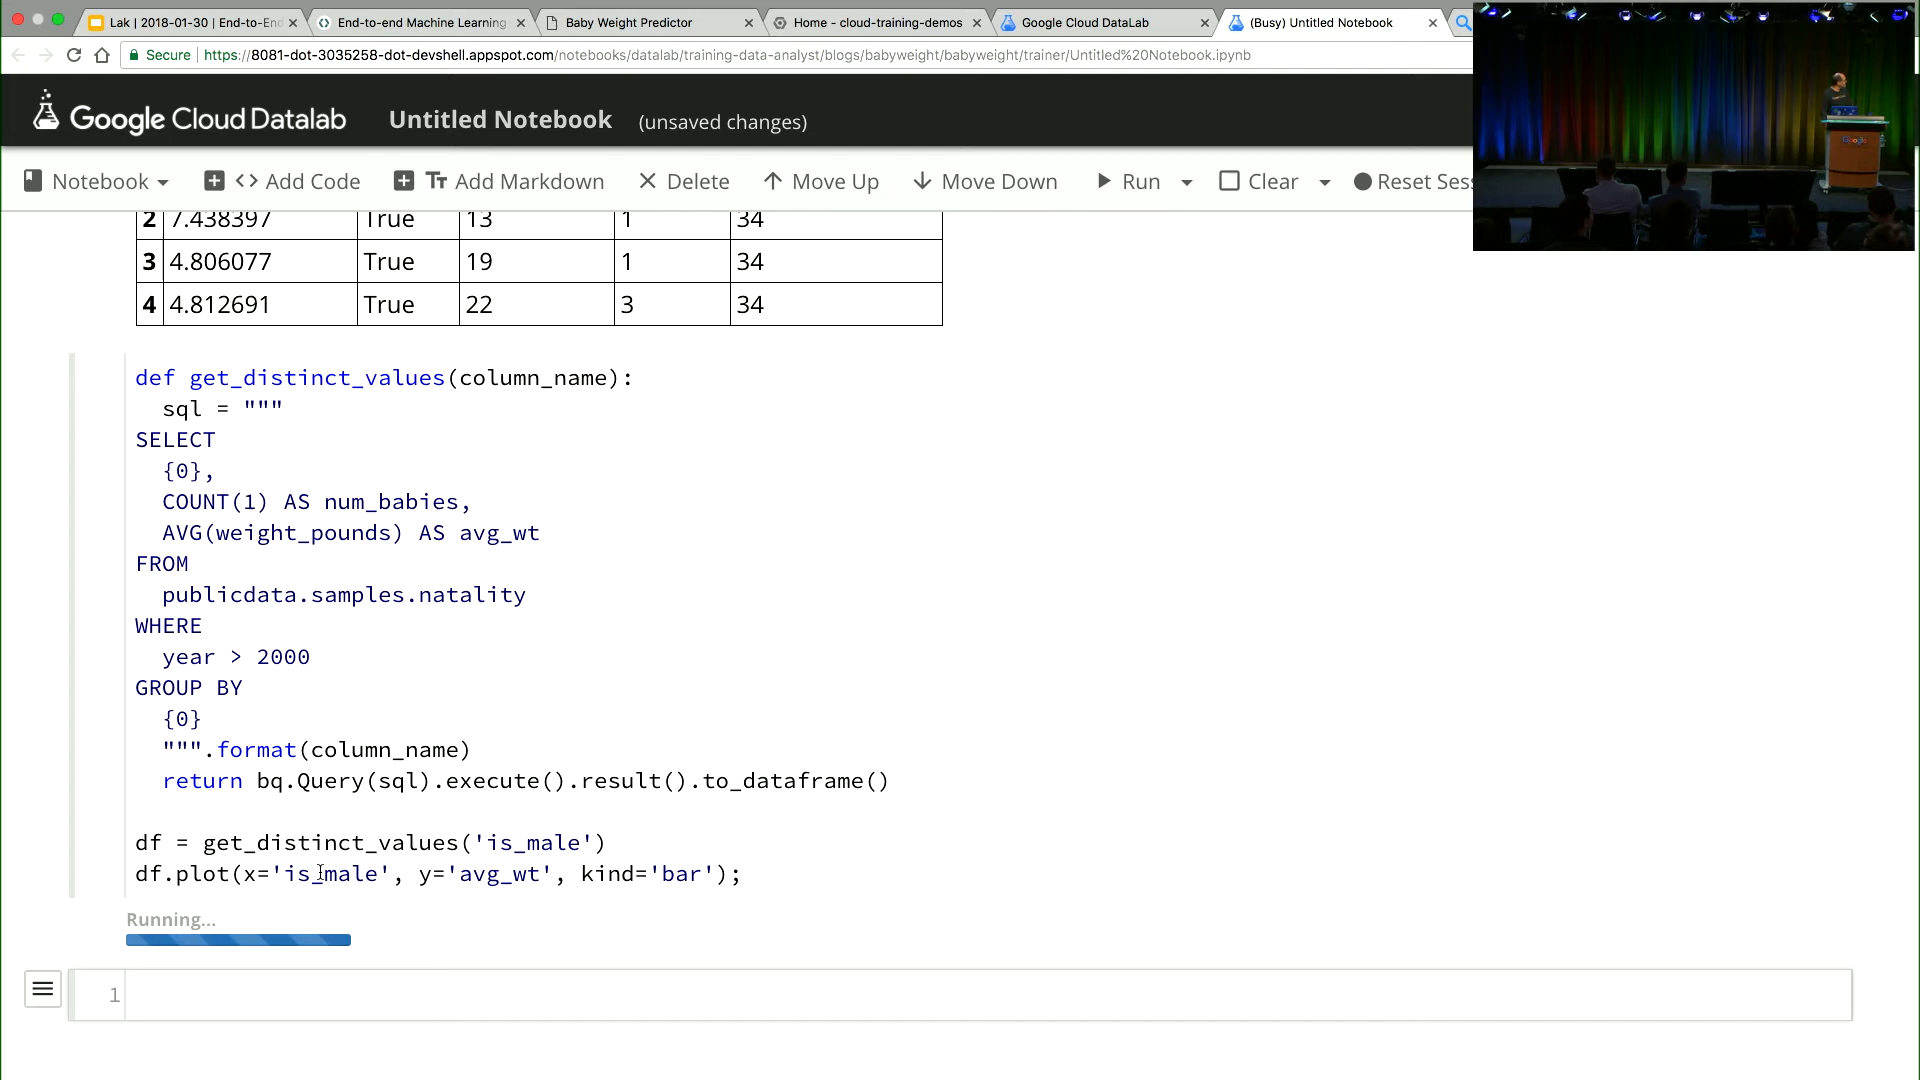 Lak | 2018-01-30 | End-to-En
End-to-end Machine Learning
Baby Weight Predictor
Home - cloud-training-demos
Google Cloud DataLab
(Busy) Untitled Notebook
Secure | https://8081-dot-3035258-dot-devshell.appspot.com/notebooks/datalab/training-data-analyst/blogs/babyweight/babyweight/trainer/Untitled%20Notebook.ipynb
Google Cloud Datalab Untitled Notebook (unsaved changes)
Notebook <> Add Code Tт Add Markdown Delete Move Up Move Down Run Clear Reset Sess
2 7.438397 True 13 1 34
3 4.806077 True 19 1 34
4 4.812691 True 22 3 34
def get_distinct_values(column_name):
sql = """
SELECT
{0},
COUNT(1) AS num_babies,
AVG(weight_pounds) AS avg_wt
FROM
publicdata.samples.natality
WHERE
year > 2000
GROUP BY
{0}
""".format(column_name)
return bq.Query(sql).execute().result().to_dataframe()
df = get_distinct_values('is_male')
df.plot(x='is_male', y='avg_wt', kind='bar');
Running...
1
Google